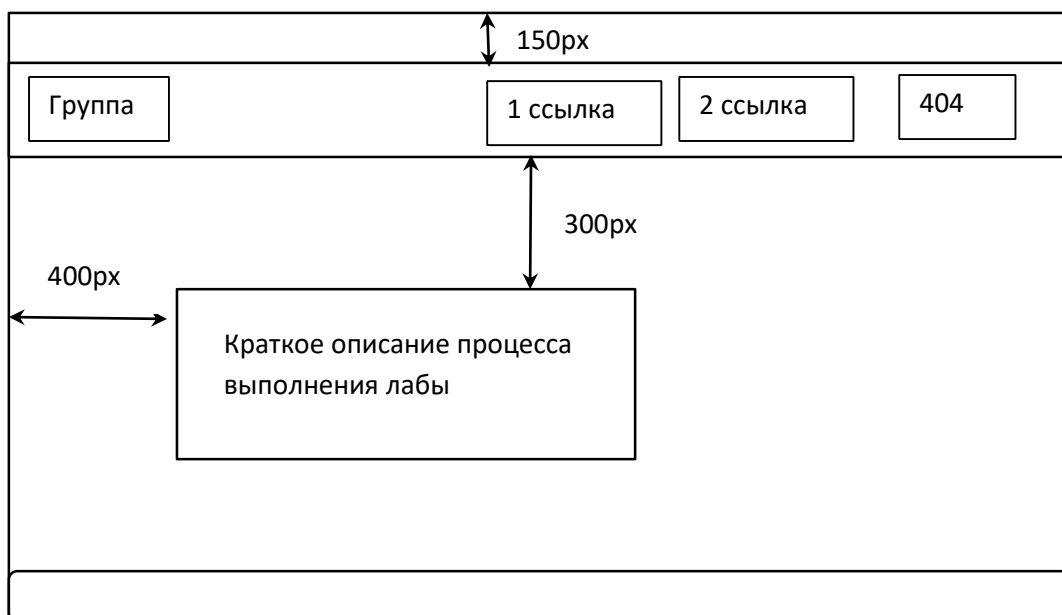 150px
Группа
1 ссылка
2 ссылка
404
300px
400px
Краткое описание процесса
выполнения лабы